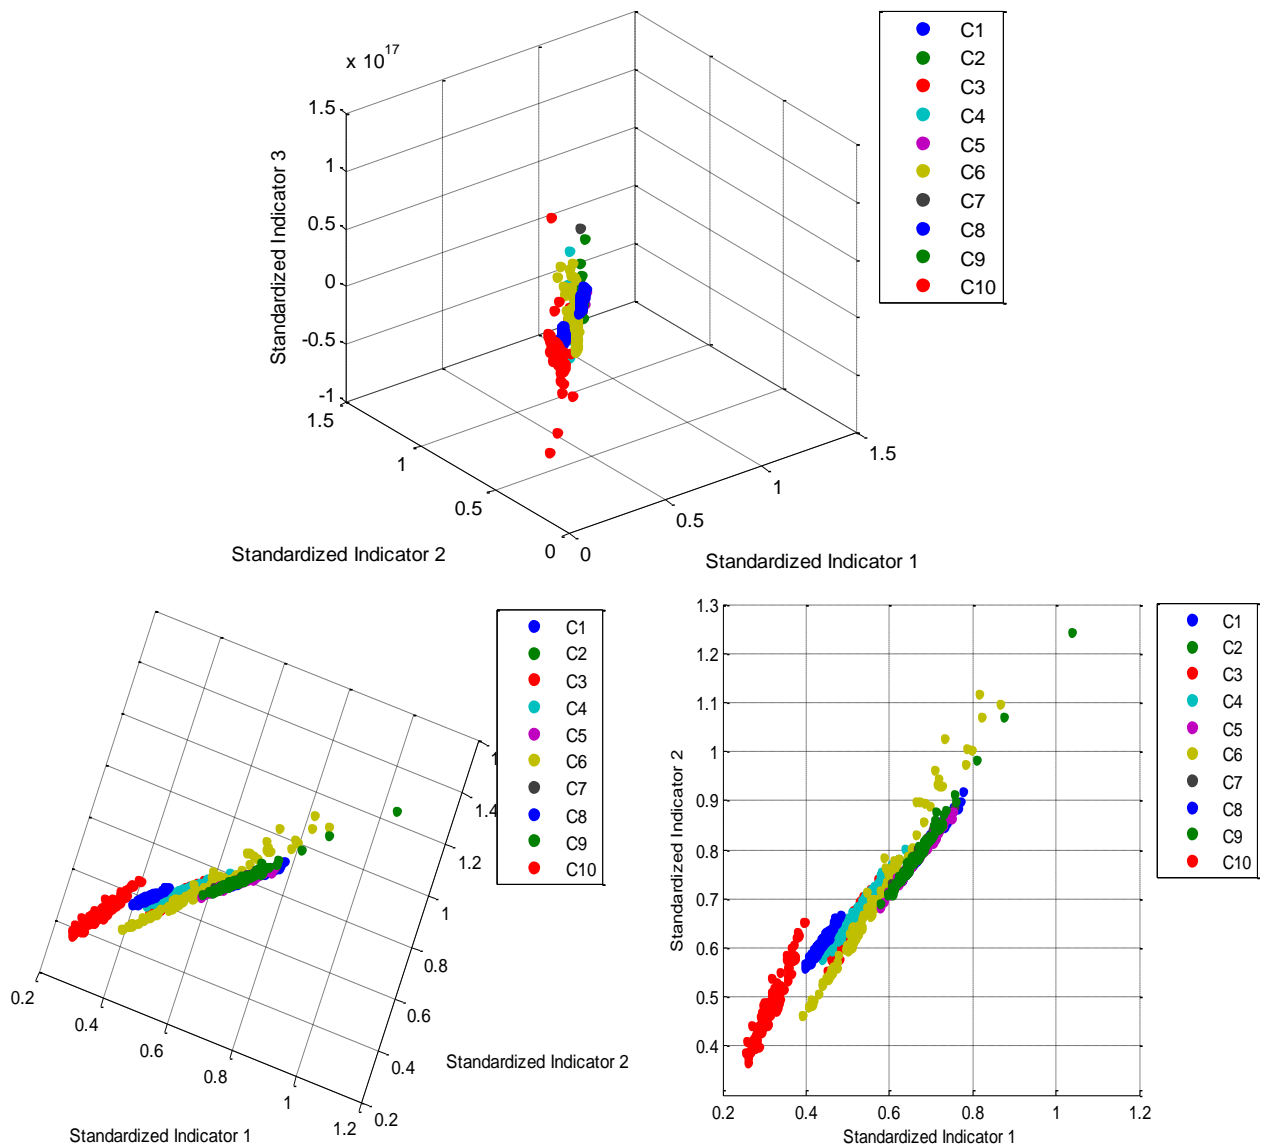 x 10^17
1.5
1
0.5
0
-0.5
-1
Standardized Indicator 3
1.5
1
0.5
0
Standardized Indicator 2
0
0.5
1
1.5
Standardized Indicator 1
C1
C2
C3
C4
C5
C6
C7
C8
C9
C10
0.2
0.4
0.6
0.8
1
1.2
Standardized Indicator 1
0.2
0.4
0.6
0.8
1
1.2
1.4
Standardized Indicator 2
C1
C2
C3
C4
C5
C6
C7
C8
C9
C10
1.3
1.2
1.1
1
0.9
0.8
0.7
0.6
0.5
0.4
Standardized Indicator 2
0.2
0.4
0.6
0.8
1
1.2
Standardized Indicator 1
C1
C2
C3
C4
C5
C6
C7
C8
C9
C10